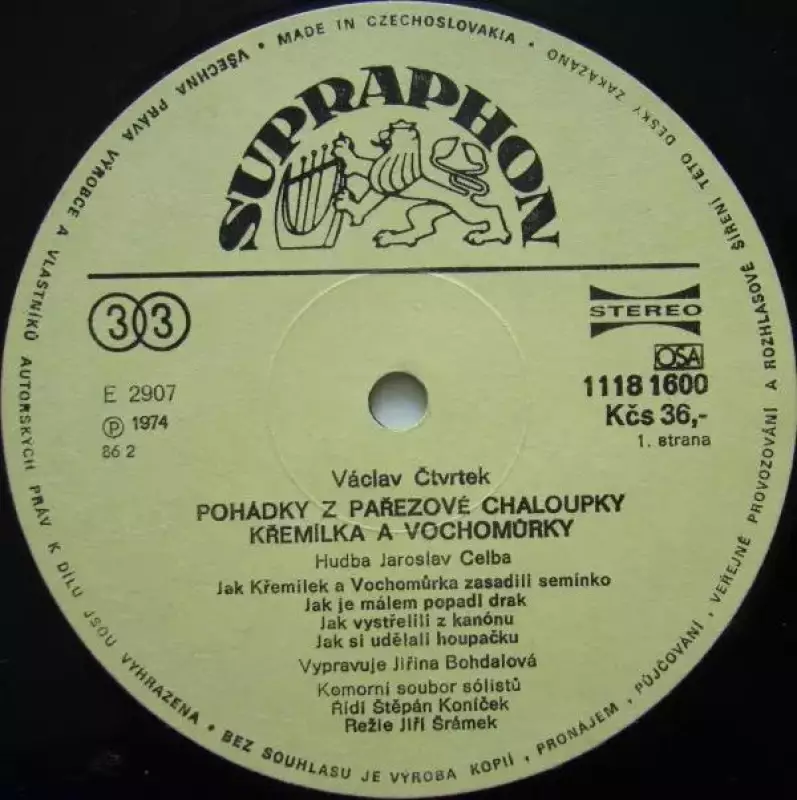 MADE IN CZECHOSLOVAKIA • VŠECHNA PRÁVA VÝROBCE A VLASTNÍKŮ AUTORSKÝCH PRÁV K DÍLU JSOU VYHRAZENA • BEZ SOUHLASU JE VÝROBA KOPIÍ, PRONÁJEM, PŮJČOVÁNÍ, VEŘEJNÉ PROVOZOVÁNÍ A ROZHLASOVÉ ŠÍŘENÍ TÉTO DESKY ZAKÁZÁNO •
SUPRAPHON
33
STEREO
OSA
E 2907
1118 1600
℗ 1974
Kčs 36,-
86 2
1. strana
Václav Čtvrtek
POHÁDKY Z PAŘEZOVÉ CHALOUPKY
KŘEMÍLKA A VOCHOMŮRKY
Hudba Jaroslav Celba
Jak Křemílek a Vochomůrka zasadili semínko
Jak je málem popadl drak
Jak vystřelili z kanónu
Jak si udělali houpačku
Vypravuje Jiřina Bohdalová
Komorní soubor sólistů
Řídí Štěpán Koníček
Režie Jiří Šrámek